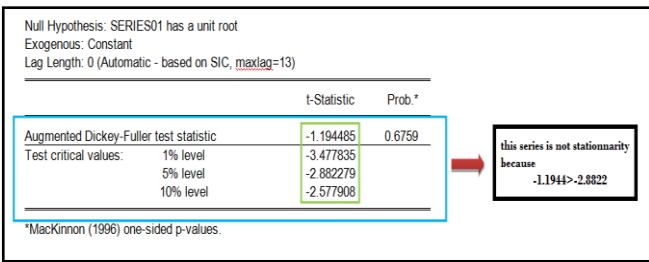 Null Hypothesis: SERIES01 has a unit root
Exogenous: Constant
Lag Length: 0 (Automatic - based on SIC, maxlag=13)
t-Statistic Prob.*
Augmented Dickey-Fuller test statistic -1.194485 0.6759
Test critical values: 1% level -3.477835
5% level -2.882279
10% level -2.577908
*MacKinnon (1996) one-sided p-values.
this series is not stationnarity
because
-1.1944>-2.8822